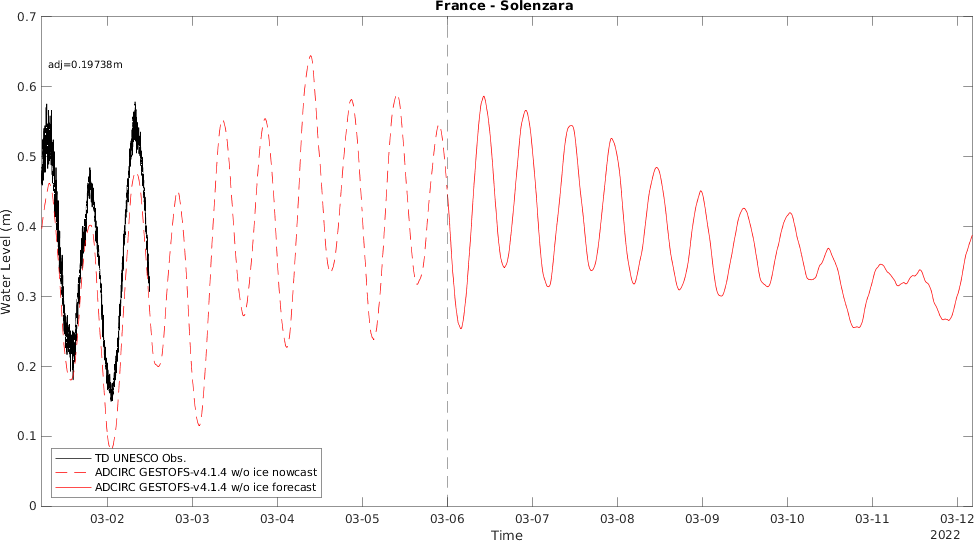 France - Solenzara
0.7
0.6
0.5
0.4
0.3
0.2
0.1
0
Water Level (m)
adj=0.19738m
TD UNESCO Obs.
ADCIRC GESTOFS-v4.1.4 w/o ice nowcast
ADCIRC GESTOFS-v4.1.4 w/o ice forecast
03-02 03-03 03-04 03-05 03-06 03-07 03-08 03-09 03-10 03-11 03-12
Time
2022